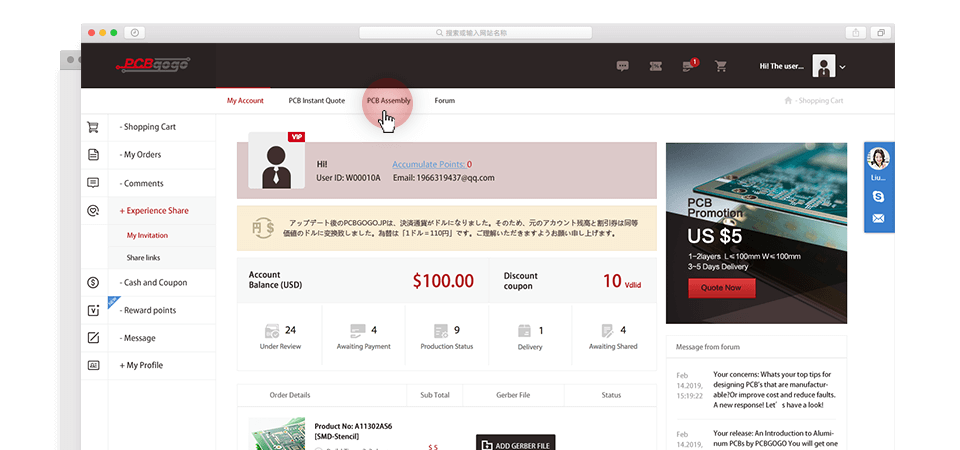 搜索或输入网站名称
PCBgogo
1
Hi! The user...
My Account
PCB Instant Quote
PCB Assembly
Forum
- Shopping Cart
- Shopping Cart
- My Orders
- Comments
+ Experience Share
My Invitation
Share links
- Cash and Coupon
- Reward points
- Message
+ My Profile
VIP
Hi!
Accumulate Points: 0
User ID: W00010A
Email: 1966319437@qq.com
アップデート後のPCBGOGO.JPは、決済通貨がドルになりました。そのため、元のアカウント残高と割引券は同等
価値のドルに変換致しました。為替は「1ドル=110円」です。ご理解いただきますようお願い申し上げます。
Account
Balance (USD)
$100.00
Discount
coupon
10 Vdlid
24
Under Review
4
Awaiting Payment
9
Production Status
1
Delivery
4
Awaiting Shared
Order Details
Sub Total
Gerber File
Status
Product No: A11302AS6
[SMD-Stencil]
$ 5
ADD GERBER FILE
PCB
Promotion
US $5
1-2layers L≤100mm W≤100mm
3-5 Days Delivery
Quote Now
Liu...
Message from forum
Feb
14.2019,
15:19:22
Your concerns: Whats your top tips for
designing PCB's that are manufactur-
able?Or improve cost and reduce faults.
A new response! Let's have a look!
Feb
14.2019,
Your release: An Introduction to Alumi-
num PCBs by PCBGOGO You will get one